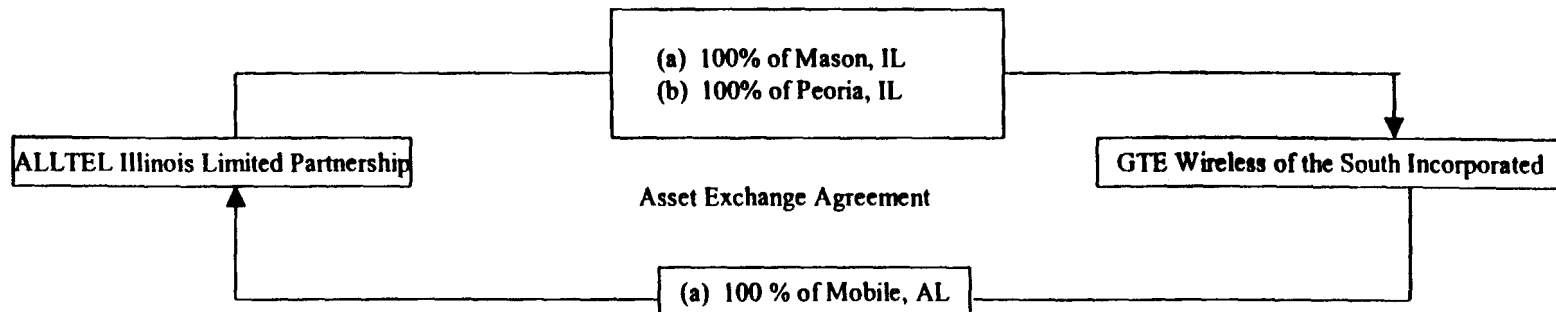 (a) 100% of Mason, IL
(b) 100% of Peoria, IL
ALLTEL Illinois Limited Partnership
GTE Wireless of the South Incorporated
Asset Exchange Agreement
(a) 100 % of Mobile, AL